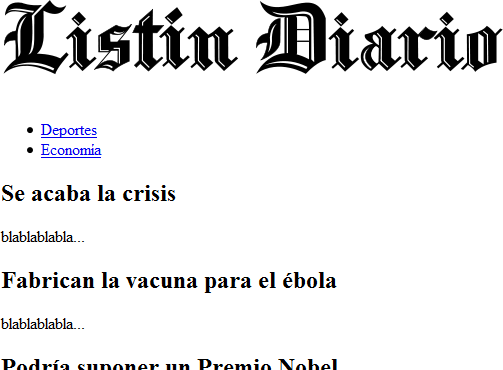 Listín Diario
Deportes
Economía
Se acaba la crisis
blablablabla...
Fabrican la vacuna para el ébola
blablablabla...
Podría suponer un Premio Nobel